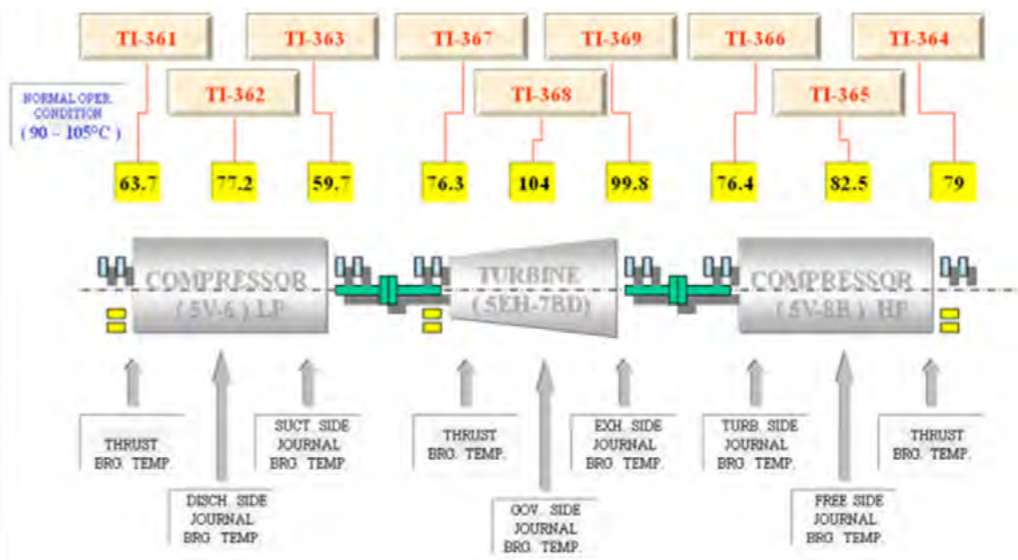 TI-361
TI-363
TI-367
TI-369
TI-366
TI-364
TI-362
TI-368
TI-365
NORMAL OPER.
CONDITION
( 90 – 105°C )
63.7
77.2
59.7
76.3
104
99.8
76.4
82.5
79
COMPRESSOR
( 5V-6 ) LP
TURBINE
( 5EH-7BD)
COMPRESSOR
( 5V-8B ) HP
THRUST
BRG. TEMP.
SUCT. SIDE
JOURNAL
BRG. TEMP.
THRUST
BRG. TEMP.
EXH. SIDE
JOURNAL
BRG. TEMP.
TURB. SIDE
JOURNAL
BRG. TEMP.
THRUST
BRG. TEMP.
DISCH. SIDE
JOURNAL
BRG. TEMP.
GOV. SIDE
JOURNAL
BRG. TEMP.
FREE SIDE
JOURNAL
BRG. TEMP.